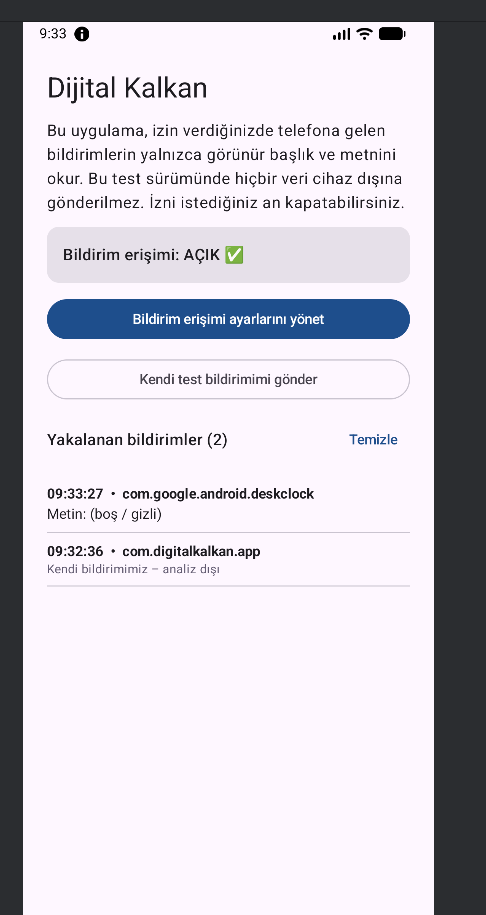 9:33
Dijital Kalkan
Bu uygulama, izin verdiğinizde telefona gelen
bildirimlerin yalnızca görünür başlık ve metnini
okur. Bu test sürümünde hiçbir veri cihaz dışına
gönderilmez. İzni istediğiniz an kapatabilirsiniz.
Bildirim erişimi: AÇIK ✅
Bildirim erişimi ayarlarını yönet
Kendi test bildirimimi gönder
Yakalanan bildirimler (2) Temizle
09:33:27 • com.google.android.deskclock
Metin: (boş / gizli)
09:32:36 • com.digitalkalkan.app
Kendi bildirimimiz – analiz dışı